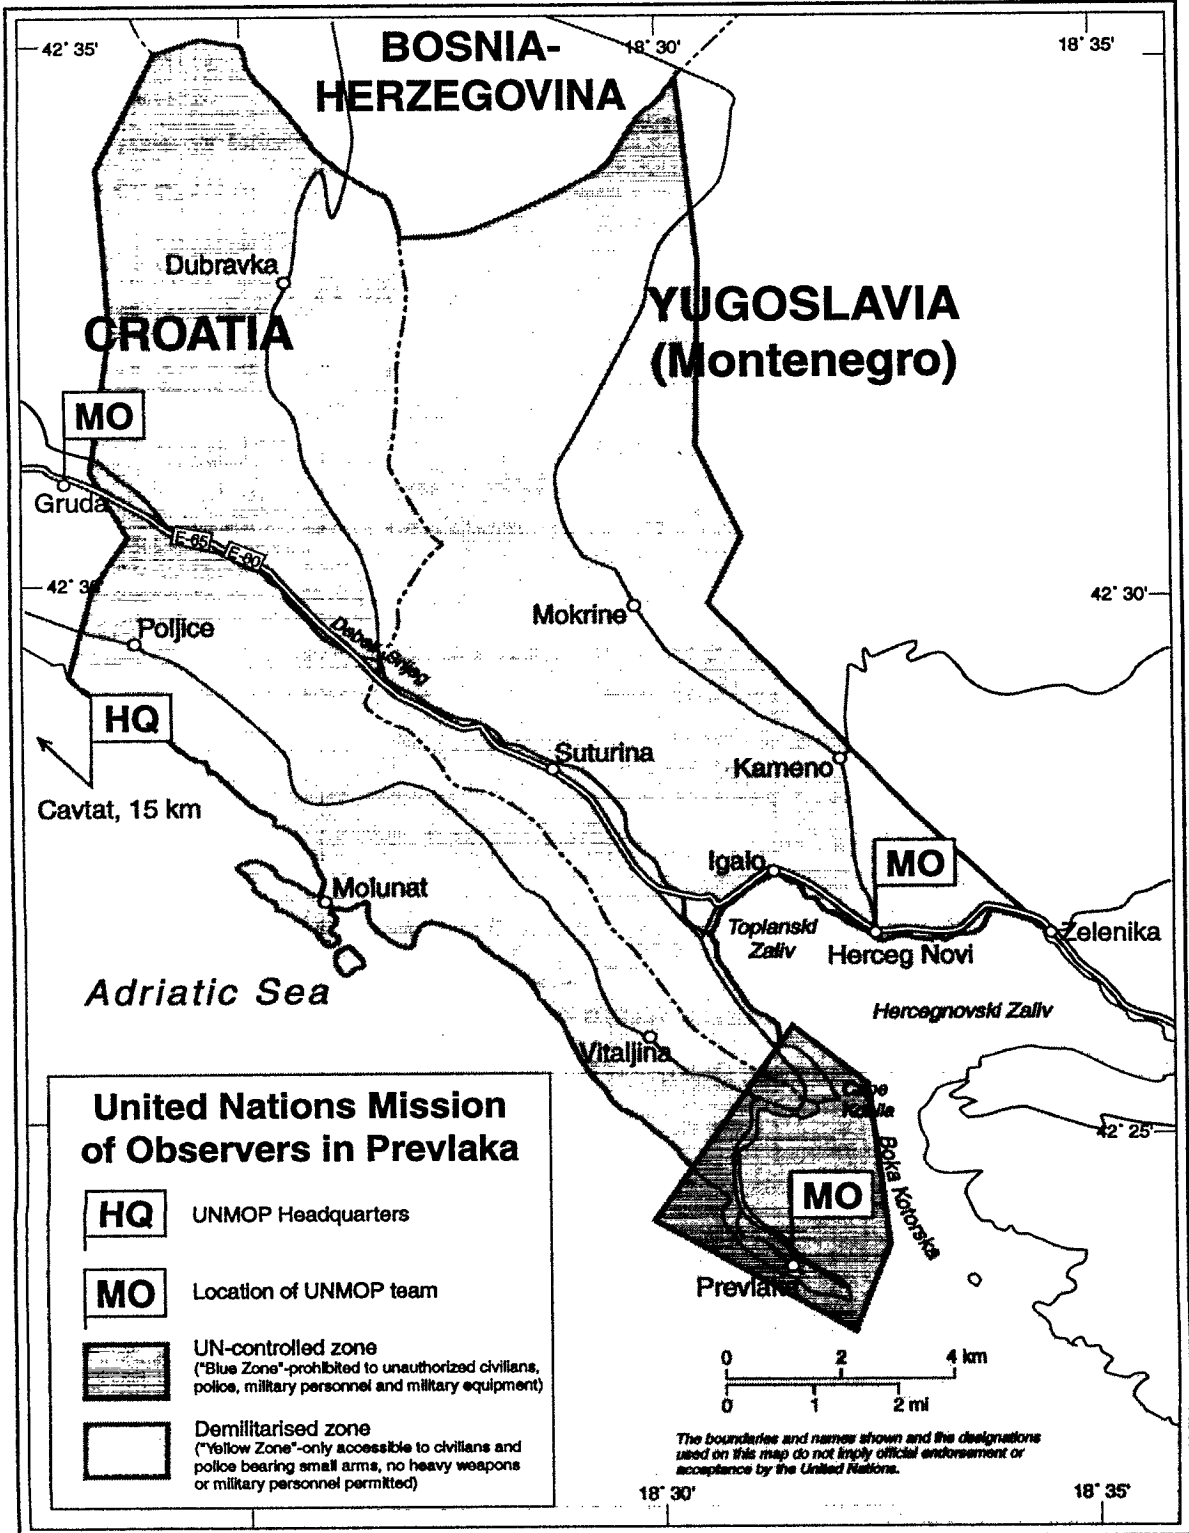 42° 35'
BOSNIA-
HERZEGOVINA
18° 30'
18° 35'
Dubravka
CROATIA
YUGOSLAVIA
(Montenegro)
MO
Gruda
E-65
E-80
42° 30'
42° 30'
Mokrine
Poljice
Debeli Brijeg
HQ
Suturina
Kameno
Cavtat, 15 km
Igalo
MO
Molunat
Toplanski
Zaliv
Herceg Novi
Zelenika
Adriatic Sea
Hercegnovski Zaliv
Vitaljina
Cape
Kobila
42° 25'
Boka Kotorska
MO
Prevlaka
United Nations Mission
of Observers in Prevlaka
HQ UNMOP Headquarters
MO Location of UNMOP team
UN-controlled zone
("Blue Zone"-prohibited to unauthorized civilians,
police, military personnel and military equipment)
Demilitarised zone
("Yellow Zone"-only accessible to civilians and
police bearing small arms, no heavy weapons
or military personnel permitted)
0 2 4 km
0 1 2 mi
The boundaries and names shown and the designations
used on this map do not imply official endorsement or
acceptance by the United Nations.
18° 30'
18° 35'